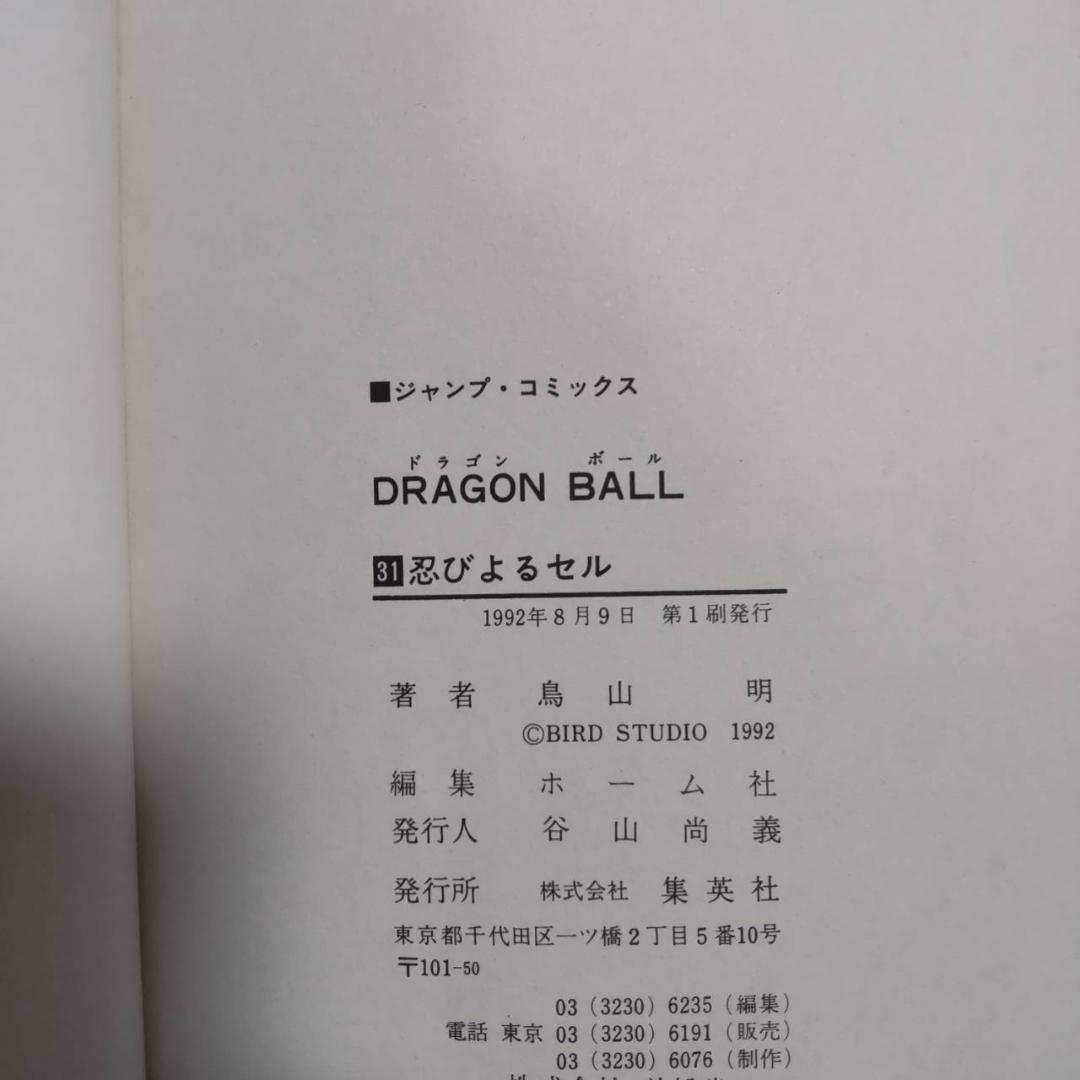 ■ジャンプ・コミックス
ドラゴン ボール
DRAGON BALL
31 忍びよるセル
1992年8月9日 第1刷発行
著者 鳥山 明
©BIRD STUDIO 1992
編集 ホーム社
発行人 谷山尚義
発行所 株式会社 集英社
東京都千代田区一ツ橋2丁目5番10号
〒101-50
03 (3230) 6235 (編集)
電話 東京 03 (3230) 6191 (販売)
03 (3230) 6076 (制作)